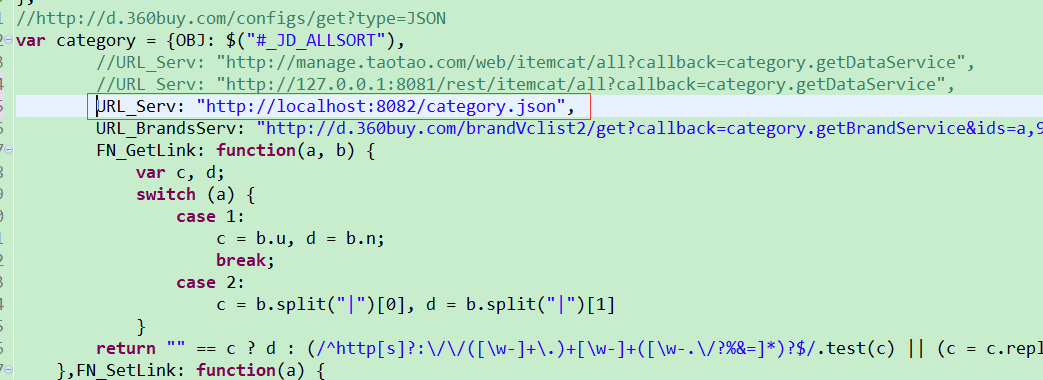 },
//http://d.360buy.com/configs/get?type=JSON
var category = {OBJ: $("#_JD_ALLSORT"),
//URL_Serv: "http://manage.taotao.com/web/itemcat/all?callback=category.getDataService",
//URL_Serv: "http://127.0.0.1:8081/rest/itemcat/all?callback=category.getDataService",
URL_Serv: "http://localhost:8082/category.json",
URL_BrandsServ: "http://d.360buy.com/brandVclist2/get?callback=category.getBrandService&ids=a,9
FN_GetLink: function(a, b) {
var c, d;
switch (a) {
case 1:
c = b.u, d = b.n;
break;
case 2:
c = b.split("|")[0], d = b.split("|")[1]
}
return "" == c ? d : (/^http[s]?:\/\/([\w-]+\.)+[\w-]+([\w-.\/?%&=]*)?$/.test(c) || (c = c.repl
},FN_SetLink: function(a) {